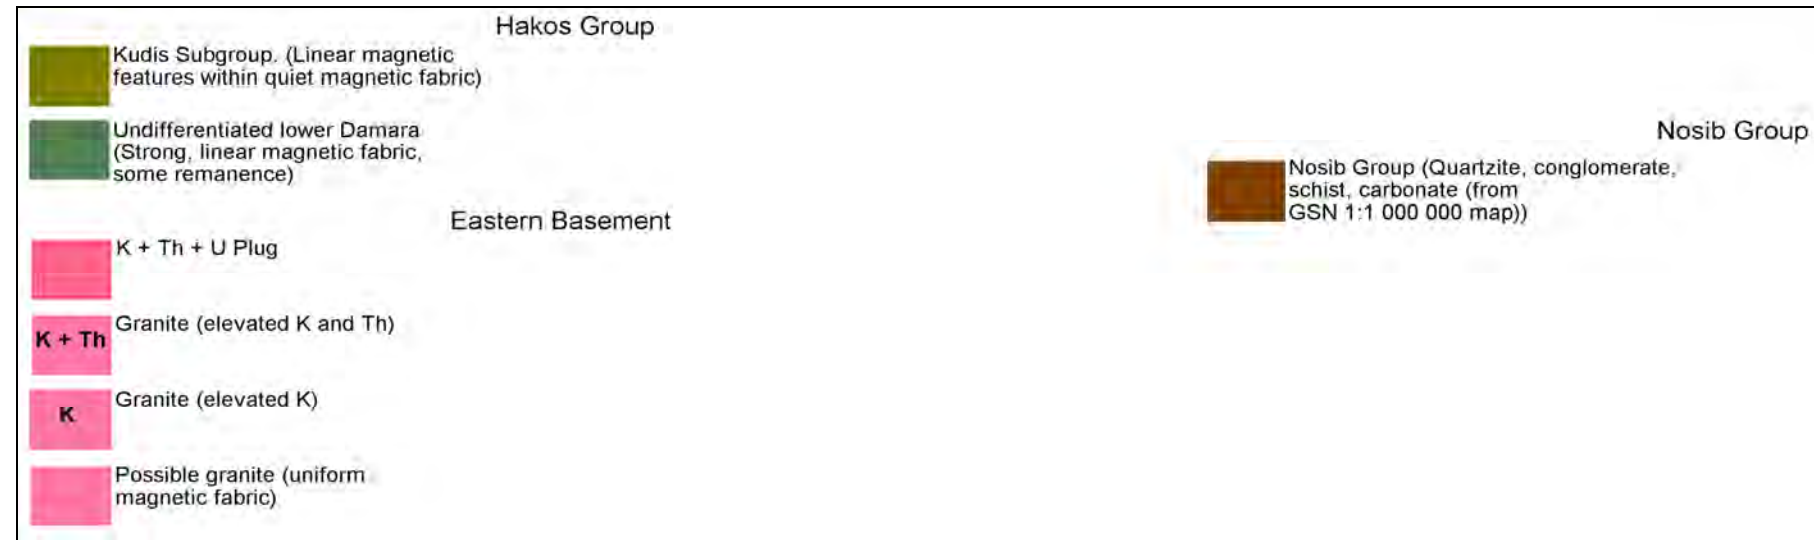 Hakos Group
Kudis Subgroup. (Linear magnetic
features within quiet magnetic fabric)
Undifferentiated lower Damara
(Strong, linear magnetic fabric,
some remanence)
Eastern Basement
K + Th + U Plug
K + Th
Granite (elevated K and Th)
K
Granite (elevated K)
Possible granite (uniform
magnetic fabric)
Nosib Group
Nosib Group (Quartzite, conglomerate,
schist, carbonate (from
GSN 1:1 000 000 map))